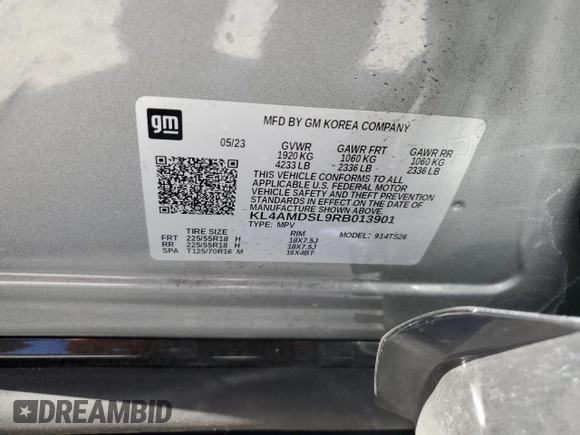 gm
MFD BY GM KOREA COMPANY
05/23 GVWR GAWR FRT GAWR RR
1920 KG 1060 KG 1060 KG
4233 LB 2336 LB 2336 LB
THIS VEHICLE CONFORMS TO ALL
APPLICABLE U.S. FEDERAL MOTOR
VEHICLE SAFETY AND THEFT PREVENTION
STANDARDS IN EFFECT ON THE DATE
OF MANUFACTURE SHOWN ABOVE.
KL4AMDSL9RB013901
TYPE: MPV MODEL: 914TS26
TIRE SIZE RIM
FRT 225/55R18 H 18X7.5J
RR 225/55R18 H 18X7.5J
SPA T125/70R16 M 16X4BT
DREAMBID